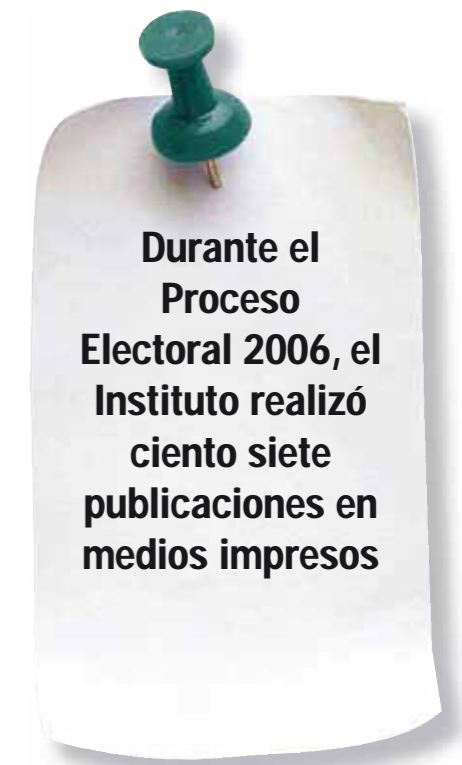 Durante el
Proceso
Electoral 2006, el
Instituto realizó
ciento siete
publicaciones en
medios impresos